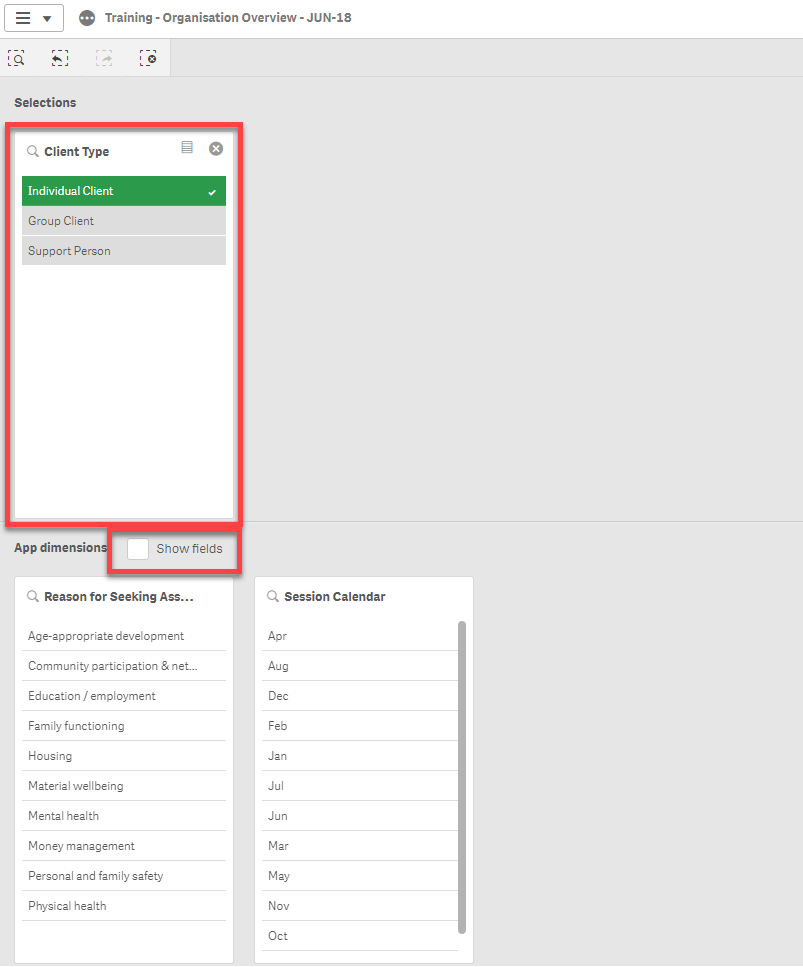 Training - Organisation Overview - JUN-18
Selections
Client Type
Individual Client
Group Client
Support Person
App dimensions
Show fields
Reason for Seeking Ass...
Age-appropriate development
Community participation & net...
Education / employment
Family functioning
Housing
Material wellbeing
Mental health
Money management
Personal and family safety
Physical health
Session Calendar
Apr
Aug
Dec
Feb
Jan
Jul
Jun
Mar
May
Nov
Oct